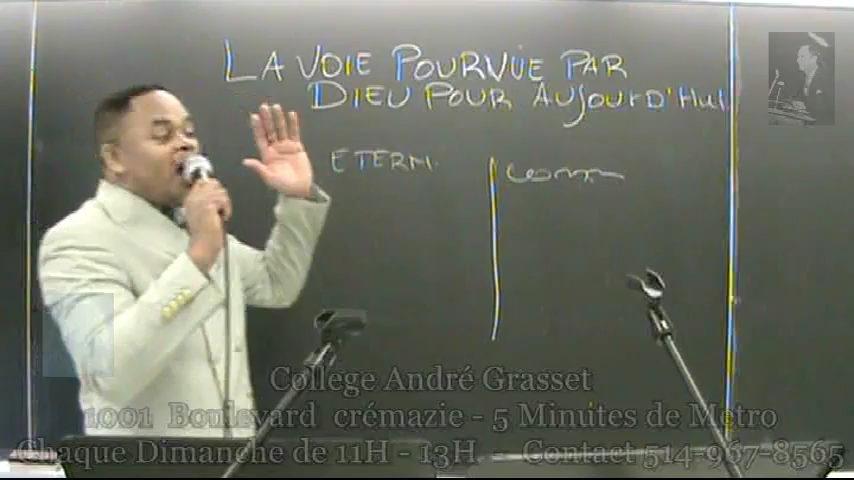 LA VOIE POURVUE PAR
DIEU POUR AUJOURD'HUI
ETERN.
College André Grasset
1001 Boulevard crémazie - 5 Minutes de Metro
Chaque Dimanche de 11H - 13H - Contact 514-967-8565